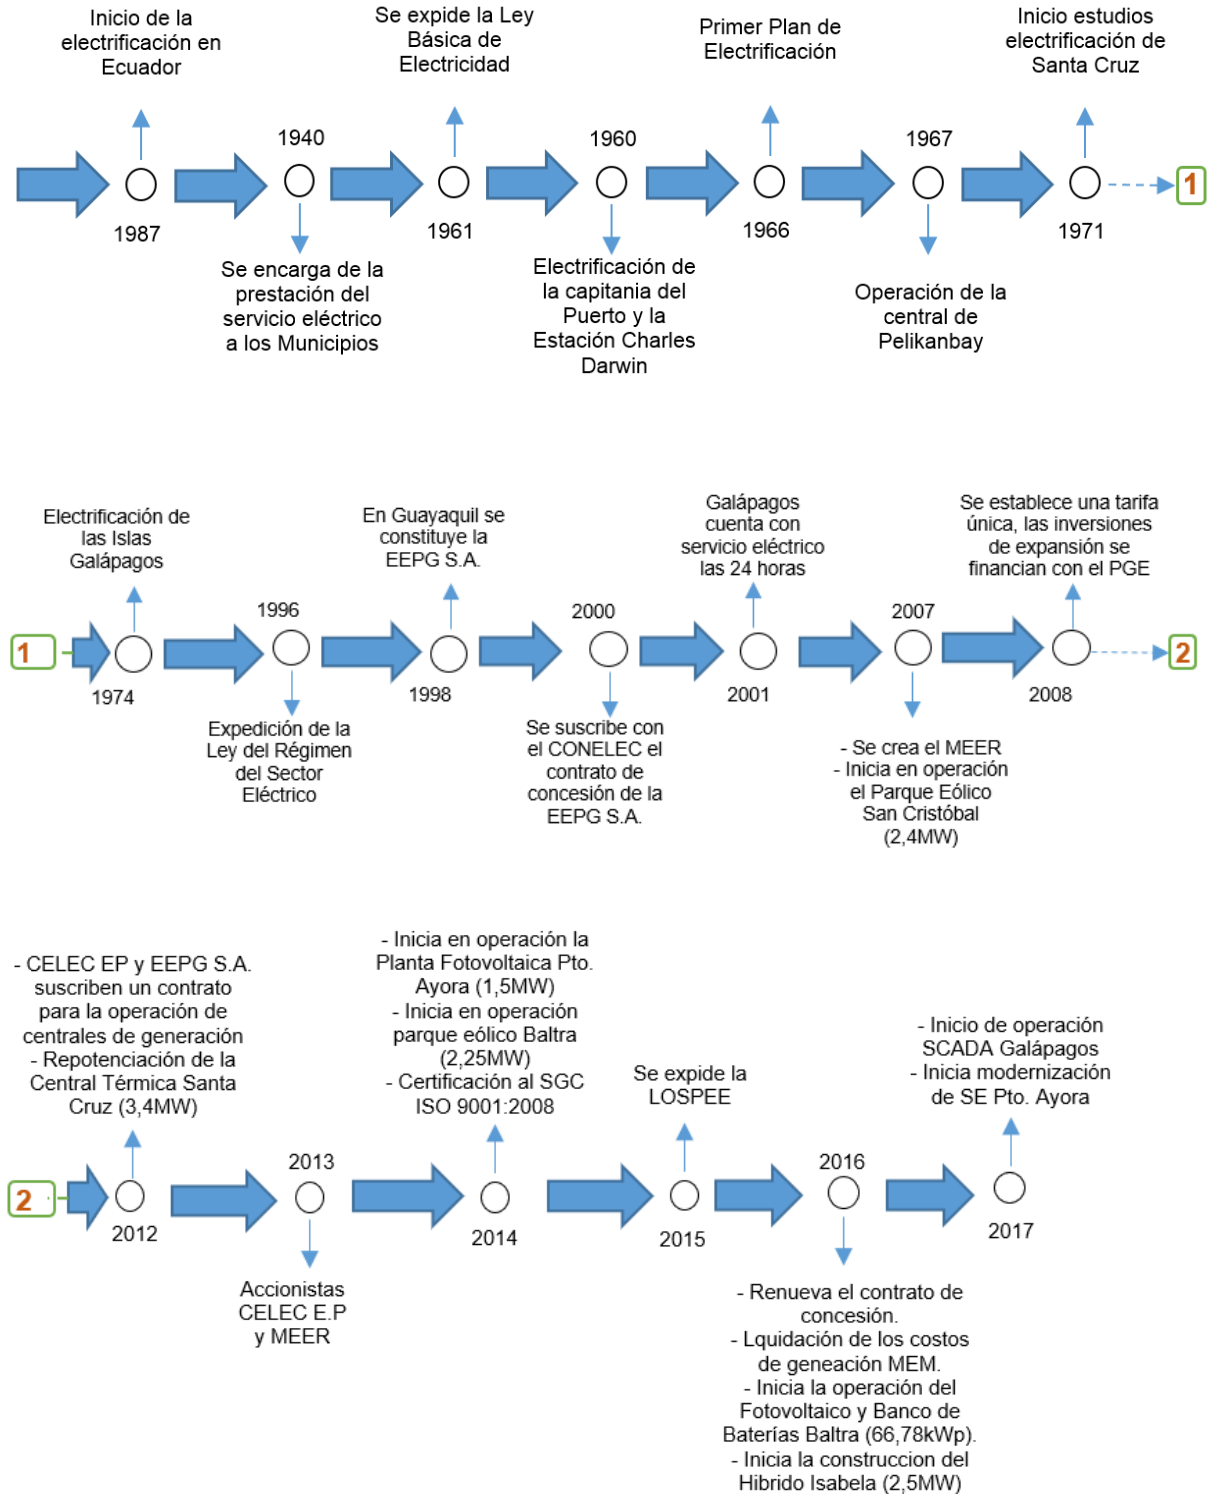 Inicio de la
electrificación en
Ecuador
1987
1940
Se encarga de la
prestación del
servicio eléctrico
a los Municipios
Se expide la Ley
Básica de
Electricidad
1961
1960
Electrificación de
la capitania del
Puerto y la
Estación Charles
Darwin
Primer Plan de
Electrificación
1966
1967
Operación de la
central de
Pelikanbay
Inicio estudios
electrificación de
Santa Cruz
1971
1
1
Electrificación de
las Islas
Galápagos
1974
1996
Expedición de la
Ley del Régimen
del Sector
Eléctrico
En Guayaquil se
constituye la
EEPG S.A.
1998
2000
Se suscribe con
el CONELEC el
contrato de
concesión de la
EEPG S.A.
Galápagos
cuenta con
servicio eléctrico
las 24 horas
2001
2007
- Se crea el MEER
- Inicia en operación
el Parque Eólico
San Cristóbal
(2,4MW)
Se establece una tarifa
única, las inversiones
de expansión se
financian con el PGE
2008
2
2
- CELEC EP y EEPG S.A.
suscriben un contrato
para la operación de
centrales de generación
- Repotenciación de la
Central Térmica Santa
Cruz (3,4MW)
2012
2013
Accionistas
CELEC E.P
y MEER
- Inicia en operación la
Planta Fotovoltaica Pto.
Ayora (1,5MW)
- Inicia en operación
parque eólico Baltra
(2,25MW)
- Certificación al SGC
ISO 9001:2008
2014
Se expide la
LOSPEE
2015
2016
- Renueva el contrato de
concesión.
- Lquidación de los costos
de geneación MEM.
- Inicia la operación del
Fotovoltaico y Banco de
Baterías Baltra (66,78kWp).
- Inicia la construccion del
Hibrido Isabela (2,5MW)
- Inicio de operación
SCADA Galápagos
- Inicia modernización
de SE Pto. Ayora
2017